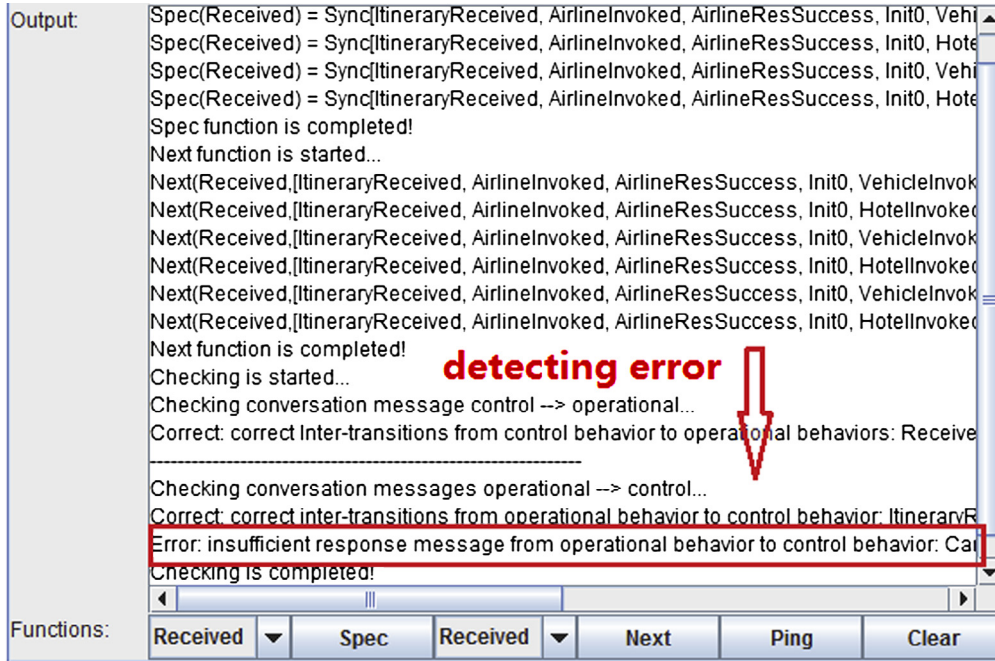 Output:
Spec(Received) = Sync[ItineraryReceived, AirlineInvoked, AirlineResSuccess, Init0, Vehi
Spec(Received) = Sync[ItineraryReceived, AirlineInvoked, AirlineResSuccess, Init0, Hote
Spec(Received) = Sync[ItineraryReceived, AirlineInvoked, AirlineResSuccess, Init0, Vehi
Spec(Received) = Sync[ItineraryReceived, AirlineInvoked, AirlineResSuccess, Init0, Hote
Spec function is completed!
Next function is started...
Next(Received,[ItineraryReceived, AirlineInvoked, AirlineResSuccess, Init0, VehicleInvok
Next(Received,[ItineraryReceived, AirlineInvoked, AirlineResSuccess, Init0, HotelInvoked
Next(Received,[ItineraryReceived, AirlineInvoked, AirlineResSuccess, Init0, VehicleInvok
Next(Received,[ItineraryReceived, AirlineInvoked, AirlineResSuccess, Init0, HotelInvoked
Next(Received,[ItineraryReceived, AirlineInvoked, AirlineResSuccess, Init0, VehicleInvok
Next(Received,[ItineraryReceived, AirlineInvoked, AirlineResSuccess, Init0, HotelInvoked
Next function is completed!
detecting error
Checking is started...
Checking conversation message control --> operational...
Correct: correct Inter-transitions from control behavior to operational behaviors: Receive
--------------------------------------------------------------
Checking conversation messages operational --> control...
Correct: correct inter-transitions from operational behavior to control behavior: ItineraryR
Error: insufficient response message from operational behavior to control behavior: Can
Checking is completed!
Functions:
Received Spec Received Next Ping Clear